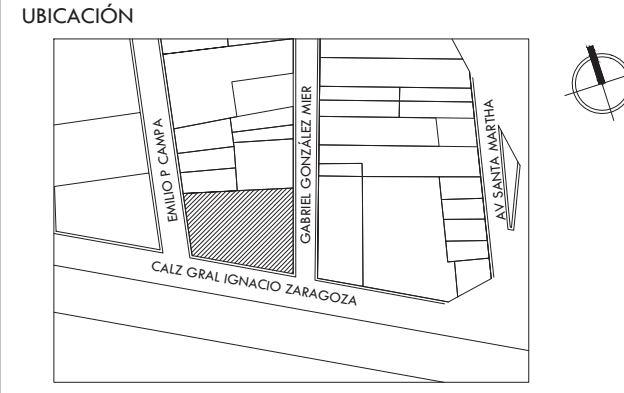 UBICACIÓN
EMILIO P CAMPA
GABRIEL GONZÁLEZ MIER
AV SANTA MARTHA
CALZ GRAL IGNACIO ZARAGOZA